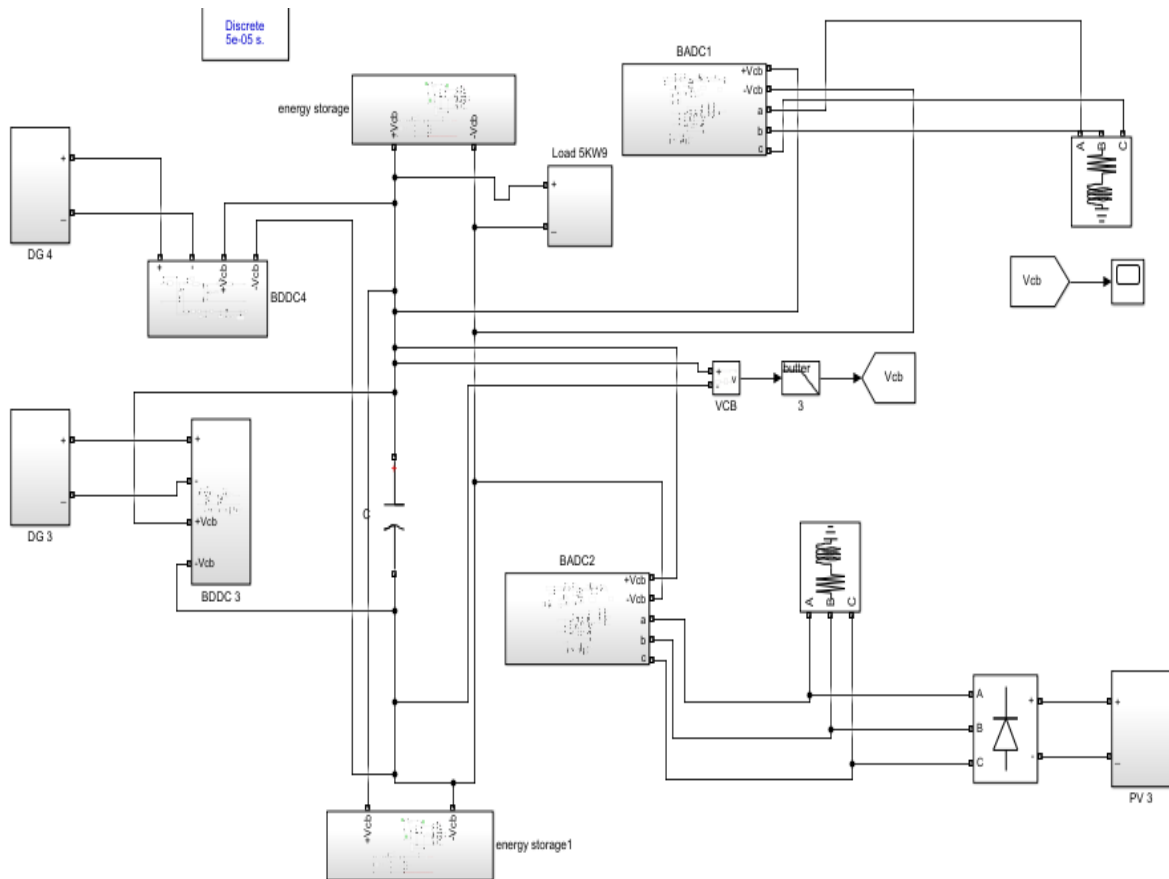 Discrete
5e-05 s.
energy storage
+Vcb
-Vcb
BADC1
+Vcb
-Vcb
a
b
c
A
B
C
Load 5KW9
+
–
+
–
DG 4
+
-
+Vcb
-Vcb
BDDC4
Vcb
+
-
v
VCB
butter
3
Vcb
+
–
DG 3
+
-
+Vcb
-Vcb
BDDC 3
C
+
BADC2
+Vcb
-Vcb
a
b
c
A
B
C
A
B
C
+
-
+
–
PV 3
+Vcb
-Vcb
energy storage1